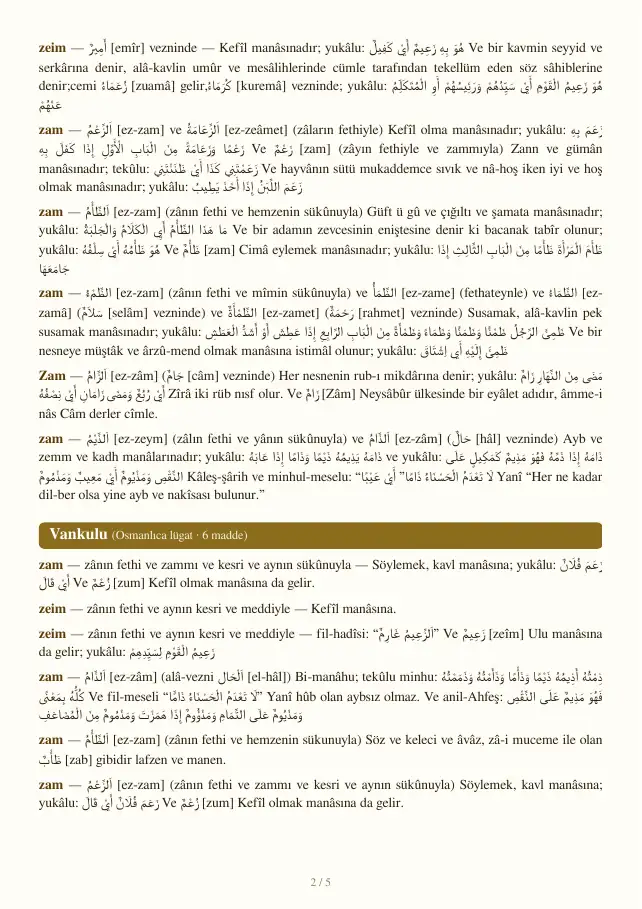 zeim — أَمِيرٌ [emîr] vezninde — Kefîl manâsınadır; yukâlu: هُوَ بِهِ زَعِيمٌ أَيْ كَفِيلٌ Ve bir kavmin seyyid ve
serkârına denir, alâ-kavlin umûr ve mesâlihlerinde cümle tarafından tekellüm eden söz sâhiblerine
denir;cemi زُعَمَاءُ [zuamâ] gelir,كُرَمَاءُ [kuremâ] vezninde; yukâlu: هُوَ زَعِيمُ الْقَوْمِ أَيْ سَيِّدُهُمْ وَرَئِيسُهُمْ أَوِ الْمُتَكَلِّمُ
عَنْهُمْ
zam — اَلزَّعْمُ [ez-zam] ve اَلزَّعَامَةُ [ez-zeâmet] (zâların fethiyle) Kefîl olma manâsınadır; yukâlu: زَعَمَ بِهِ
زَعْمًا وَزَعَامَةً مِنَ الْبَابِ الْأَوَّلِ إِذَا كَفَلَ بِهِ Ve زَعْمٌ [zam] (zâyın fethiyle ve zammıyla) Zann ve gümân
manâsınadır; tekûlu: زَعَمْتَنِي كَذَا أَيْ ظَنَنْتَنِي Ve hayvânın sütü mukaddemce sıvık ve nâ-hoş iken iyi ve hoş
olmak manâsınadır; yukâlu: زَعَمَ اللَّبَنُ إِذَا أَخَذَ يَطِيبُ
zam — اَلظَّأْمُ [ez-zam] (zânın fethi ve hemzenin sükûnuyla) Güft ü gû ve çığıltı ve şamata manâsınadır;
yukâlu: مَا هَذَا الظَّأْمُ أَيِ الْكَلَامُ وَالْجَلَبَةُ Ve bir adamın zevcesinin eniştesine denir ki bacanak tabîr olunur;
yukâlu: هُوَ ظَأْمُهُ أَيْ سِلْفُهُ Ve ظَأْمٌ [zam] Cimâ eylemek manâsınadır; yukâlu: ظَأَمَ الْمَرْأَةَ ظَأْمًا مِنَ الْبَابِ الثَّالِثِ إِذَا
جَامَعَهَا
zam — اَلظَّمْءُ [ez-zam] (zânın fethi ve mîmin sükûnuyla) ve اَلظَّمَأُ [ez-zame] (fethateynle) ve اَلظَّمَاءُ [ez-
zamâ] (سَلَامٌ [selâm] vezninde) ve اَلظَّمْأَةُ [ez-zamet] (رَحْمَةٌ [rahmet] vezninde) Susamak, alâ-kavlin pek
susamak manâsınadır; yukâlu: ظَمِئَ الرَّجُلُ ظَمْئًا وَظَمَئًا وَظَمَاءً وَظَمْأَةً مِنَ الْبَابِ الرَّابِعِ إِذَا عَطِشَ أَوْ أَشَدُّ الْعَطَشِ Ve bir
nesneye müştâk ve ârzû-mend olmak manâsına istimâl olunur; yukâlu: ظَمِئَ إِلَيْهِ أَيِ اشْتَاقَ
Zam — اَلزَّامُ [ez-zâm] (جَامٌ [câm] vezninde) Her nesnenin rub-ı mikdârına denir; yukâlu: مَضَى مِنَ النَّهَارِ زَامٌ
أَيْ رُبُعٌ وَمَضَى زَامَانِ أَيْ نِصْفُهُ Zîrâ iki rüb nısf olur. Ve زَامٌ [Zâm] Neysâbûr ülkesinde bir eyâlet adıdır, âmme-i
nâs Câm derler cîmle.
zam — اَلذَّيْمُ [ez-zeym] (zâlın fethi ve yânın sükûnuyla) ve اَلذَّامُ [ez-zâm] (حَالٌ [hâl] vezninde) Ayb ve
zemm ve kadh manâlarınadır; yukâlu: ذَامَهُ يَذِيمُهُ ذَيْمًا وَذَامًا إِذَا عَابَهُ ve yukâlu: ذَامَهُ إِذَا ذَمَّهُ فَهُوَ مَذِيمٌ كَمَكِيلٍ عَلَى
النَّقْصِ وَمَذْيُومٌ أَيْ مَعِيبٌ وَمَذْمُومٌ Kâleş-şârih ve minhul-meselu: “لَا تَعْدَمُ الْحَسْنَاءُ ذَامًا” أَيْ عَيْبًا Yanî “Her ne kadar
dil-ber olsa yine ayb ve nakîsası bulunur.”
Vankulu (Osmanlıca lügat · 6 madde)
zam — zânın fethi ve zammı ve kesri ve aynın sükûnuyla — Söylemek, kavl manâsına; yukâlu: زَعَمَ فُلَانٌ
أَيْ قَالَ Ve زُعْمٌ [zum] Kefîl olmak manâsına da gelir.
zeim — zânın fethi ve aynın kesri ve meddiyle — Kefîl manâsına.
zeim — zânın fethi ve aynın kesri ve meddiyle — fil-hadîsi: “اَلزَّعِيمُ غَارِمٌ” Ve زَعِيمٌ [zeîm] Ulu manâsına
da gelir; yukâlu: زَعِيمُ الْقَوْمِ لِسَيِّدِهِمْ
zam — اَلذَّامُ [ez-zâm] (alâ-vezni اَلْحَالِ [el-hâl]) Bi-manâhu; tekûlu minhu: ذِمْتُهُ أَذِيمُهُ ذَيْمًا وَذَأْمًا وَذَأَمْتُهُ وَذَمَمْتُهُ
كُلُّهُ بِمَعْنًى Ve fil-meseli “لَا تَعْدَمُ الْحَسْنَاءُ ذَامًّا” Yanî hûb olan aybsız olmaz. Ve anil-Ahfeş: فَهُوَ مَذِيمٌ عَلَى النَّقْصِ
وَمَذْيُومٌ عَلَى التَّمَامِ وَمَذْؤُومٌ إِذَا هَمَزْتَ وَمَذْمُومٌ مِنَ الْمُضَاعَفِ
zam — اَلظَّأْمُ [ez-zam] (zânın fethi ve hemzenin sükunuyla) Söz ve keleci ve âvâz, zâ-i muceme ile olan
ظَأْبٌ [zab] gibidir lafzen ve manen.
zam — اَلزَّعْمُ [ez-zam] (zânın fethi ve zammı ve kesri ve aynın sükûnuyla) Söylemek, kavl manâsına;
yukâlu: زَعَمَ فُلَانٌ أَيْ قَالَ Ve زُعْمٌ [zum] Kefîl olmak manâsına da gelir.
2 / 5